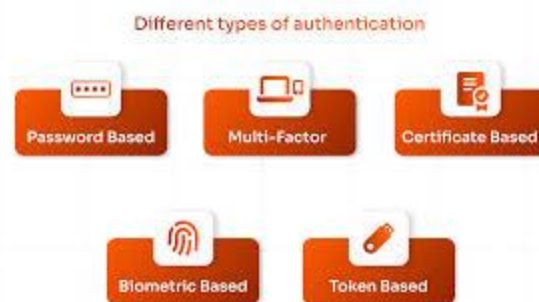 Different types of authentication
Password Based
Multi-Factor
Certificate Based
Biometric Based
Token Based